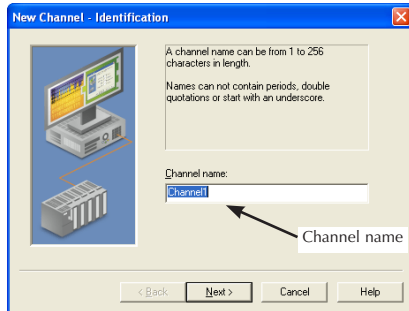 New Channel - Identification
A channel name can be from 1 to 256
characters in length.
Names can not contain periods, double
quotations or start with an underscore.
Channel name:
Channel1
Channel name
< Back
Next >
Cancel
Help